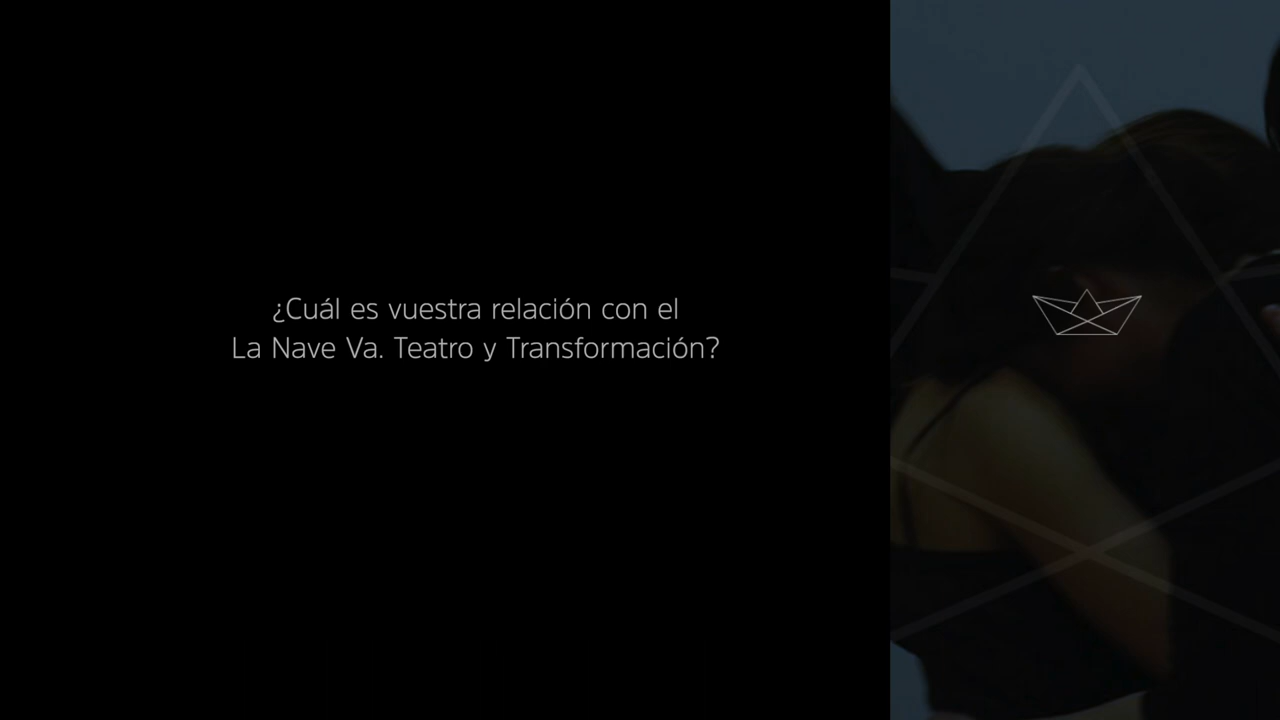 ¿Cuál es vuestra relación con el
La Nave Va. Teatro y Transformación?